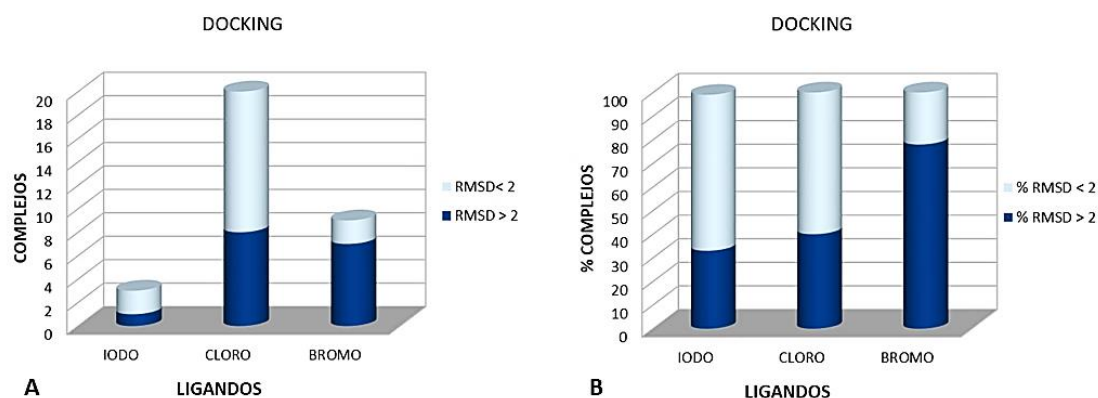 DOCKING
20
18
16
14
12
10
8
6
4
2
0
COMPLEJOS
IODO CLORO BROMO
LIGANDOS
A
RMSD< 2
RMSD > 2
DOCKING
100
90
80
70
60
50
40
30
20
10
0
% COMPLEJOS
IODO CLORO BROMO
LIGANDOS
B
% RMSD < 2
% RMSD > 2